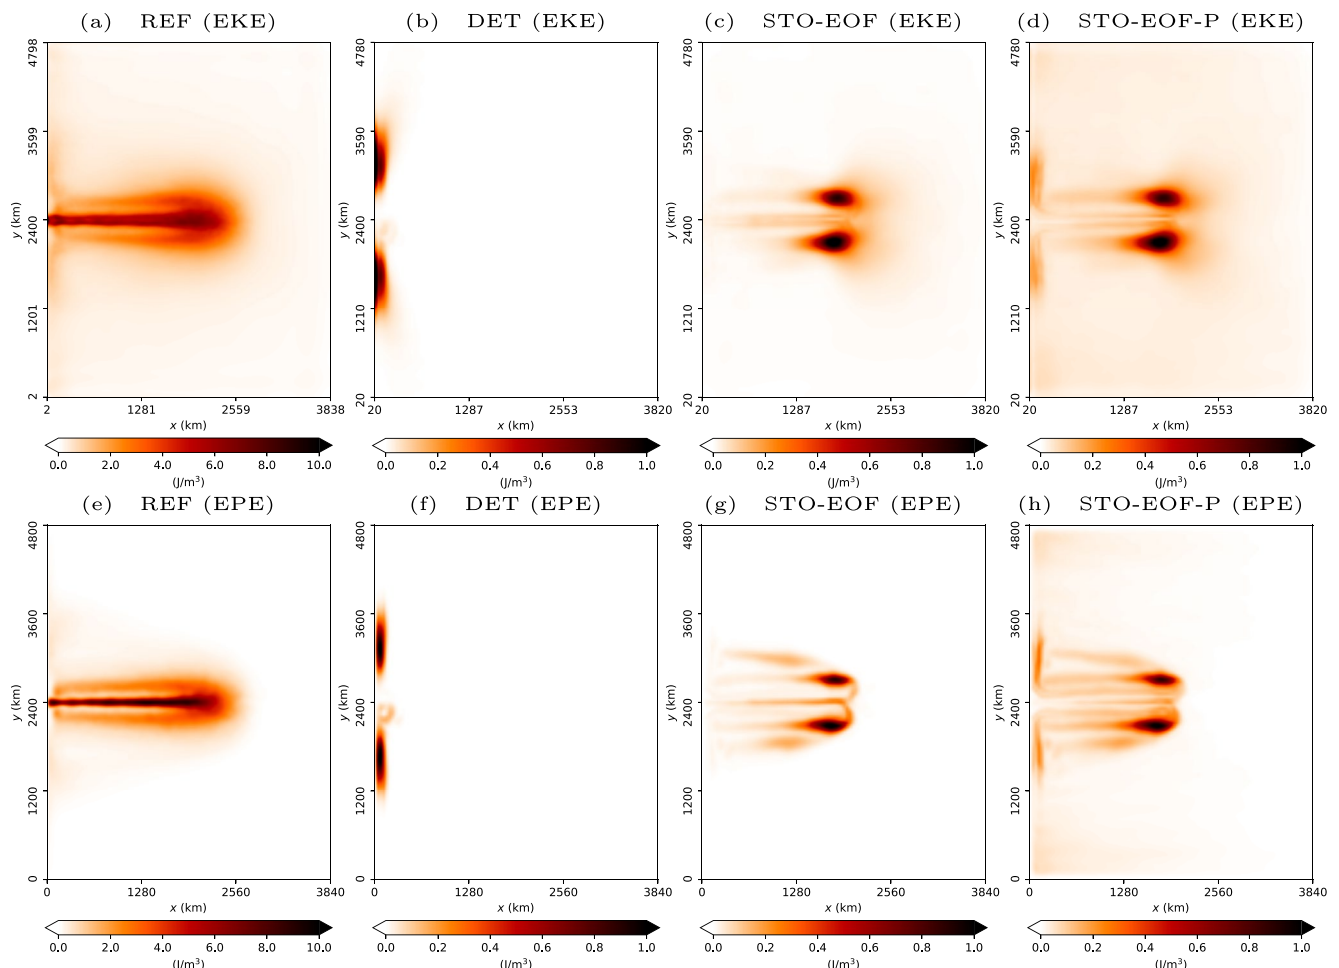 (a) REF (EKE)
(b) DET (EKE)
(c) STO-EOF (EKE)
(d) STO-EOF-P (EKE)
4798
3599
2400
1201
2
y (km)
2
1281
2559
3838
x (km)
0.0 2.0 4.0 6.0 8.0 10.0
(J/m³)
4780
3590
2400
1210
20
y (km)
20
1287
2553
3820
x (km)
0.0 0.2 0.4 0.6 0.8 1.0
(J/m³)
4780
3590
2400
1210
20
y (km)
20
1287
2553
3820
x (km)
0.0 0.2 0.4 0.6 0.8 1.0
(J/m³)
4780
3590
2400
1210
20
y (km)
20
1287
2553
3820
x (km)
0.0 0.2 0.4 0.6 0.8 1.0
(J/m³)
(e) REF (EPE)
(f) DET (EPE)
(g) STO-EOF (EPE)
(h) STO-EOF-P (EPE)
4800
3600
2400
1200
0
y (km)
0
1280
2560
3840
x (km)
0.0 2.0 4.0 6.0 8.0 10.0
(J/m³)
4800
3600
2400
1200
0
y (km)
0
1280
2560
3840
x (km)
0.0 0.2 0.4 0.6 0.8 1.0
(J/m³)
4800
3600
2400
1200
0
y (km)
0
1280
2560
3840
x (km)
0.0 0.2 0.4 0.6 0.8 1.0
(J/m³)
4800
3600
2400
1200
0
y (km)
0
1280
2560
3840
x (km)
0.0 0.2 0.4 0.6 0.8 1.0
(J/m³)